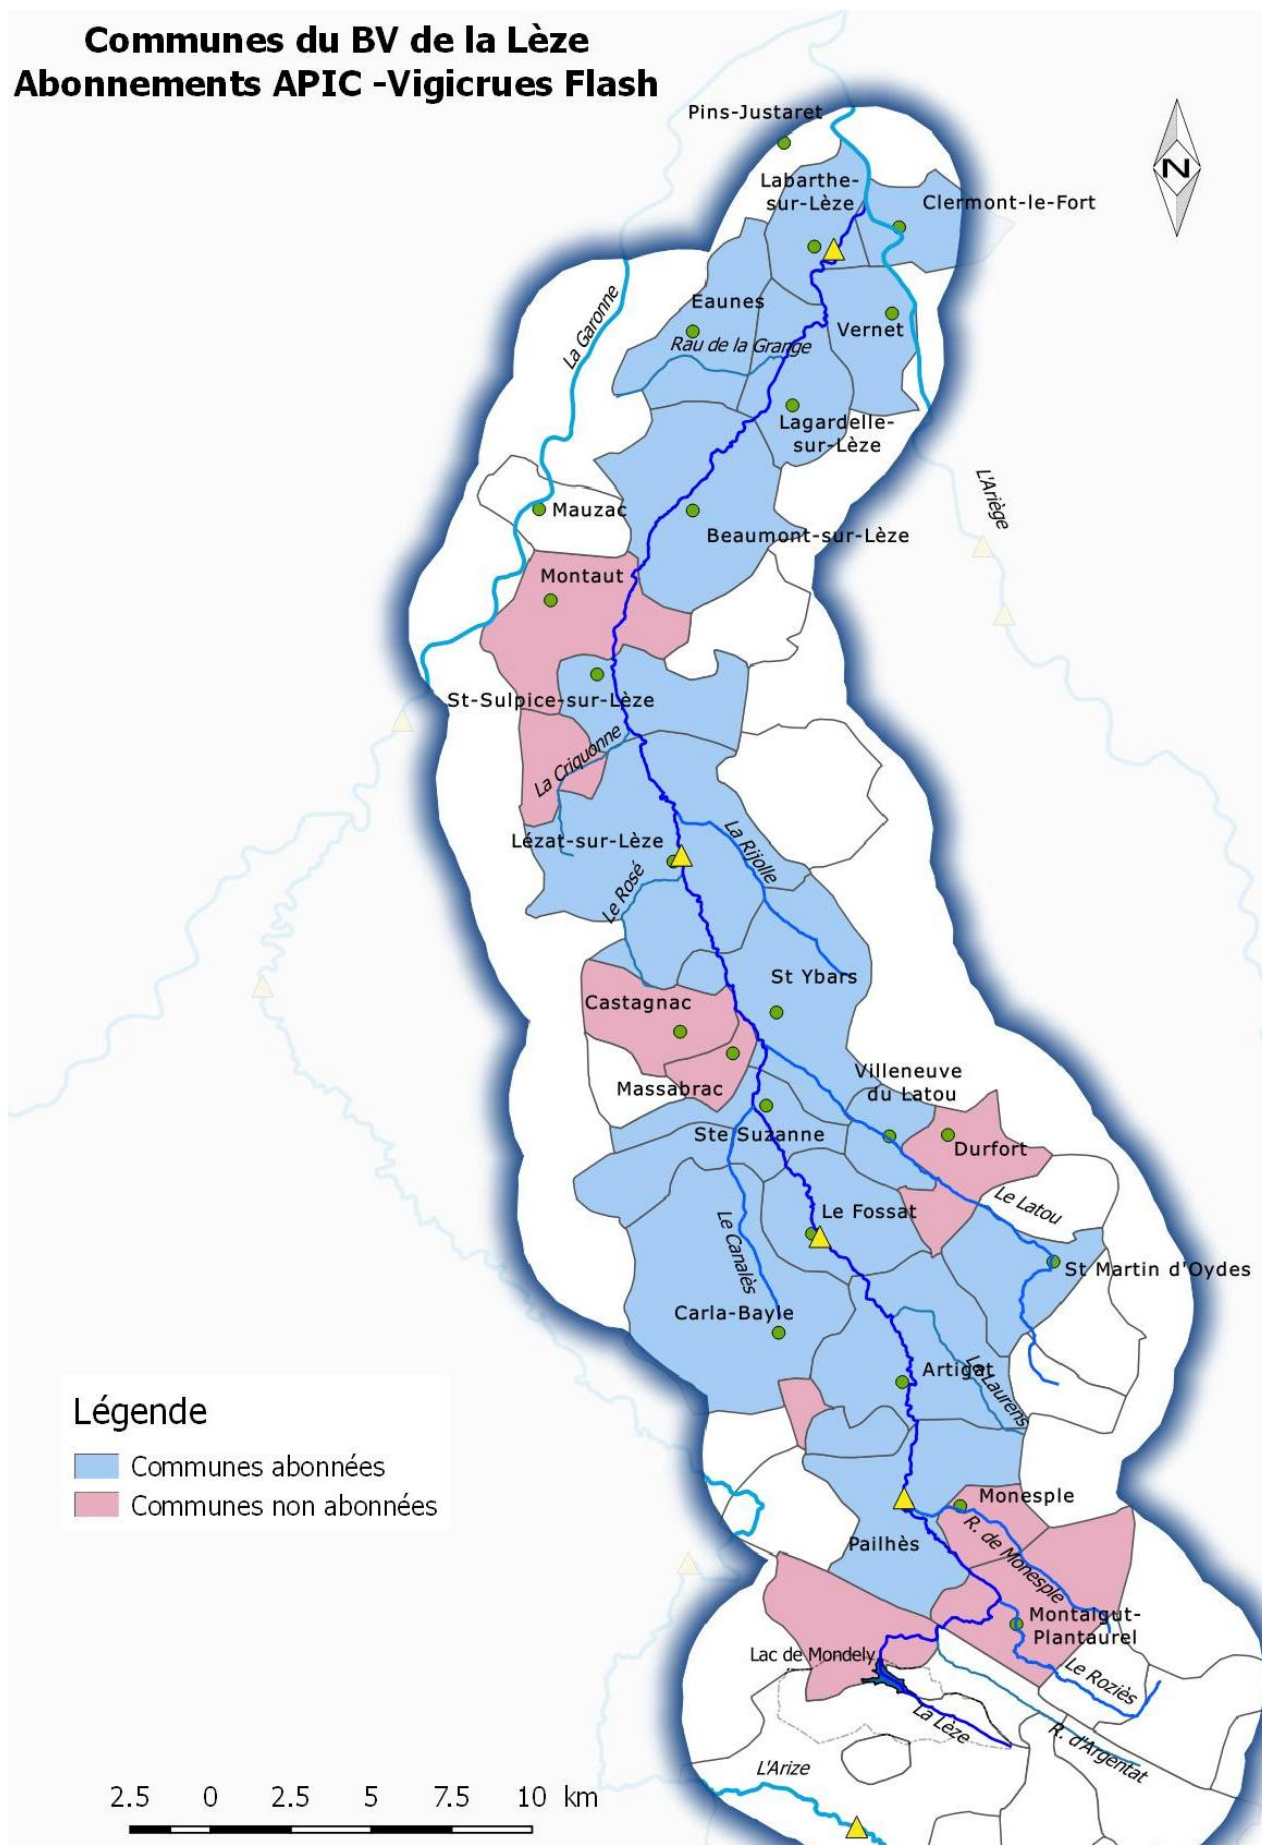 Communes du BV de la Lèze
Abonnements APIC -Vigicrues Flash
Pins-Justaret
N
Labarthe-
sur-Lèze
Clermont-le-Fort
Eaunes
La Garonne
Vernet
Rau de la Grange
Lagardelle-
sur-Lèze
L'Ariège
Mauzac
Beaumont-sur-Lèze
Montaut
St-Sulpice-sur-Lèze
La Criquonne
Lézat-sur-Lèze
La Rijolle
Le Rosé
St Ybars
Castagnac
Villeneuve
du Latou
Massabrac
Ste Suzanne
Durfort
Le Latou
Le Fossat
Le Canalès
St Martin d'Oydes
Carla-Bayle
Artigat
Le Laurens
Légende
Communes abonnées
Communes non abonnées
Monesple
R. de Monesple
Pailhès
Montaigut-
Plantaurel
Lac de Mondely
Le Roziès
La Lèze
R. d'Argentat
L'Arize
2.5 0 2.5 5 7.5 10 km